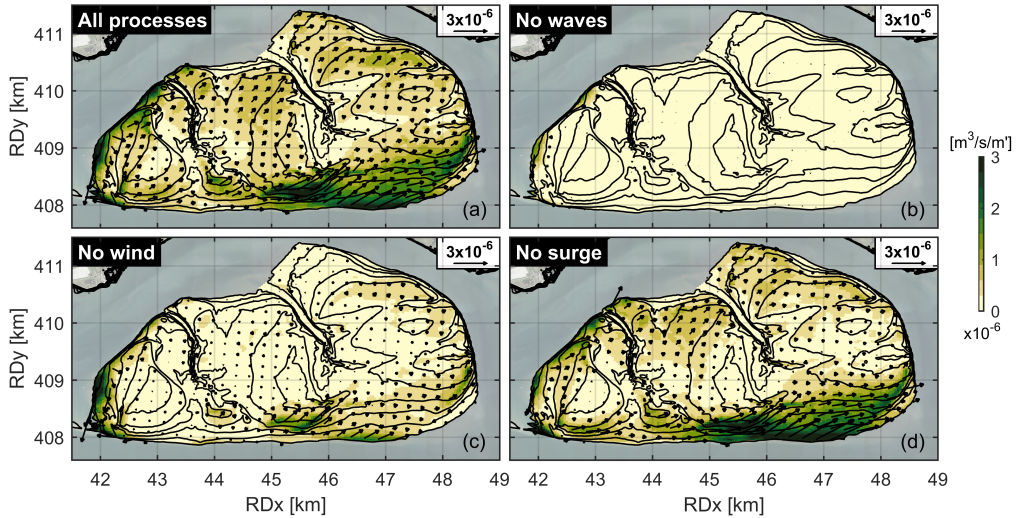 All processes
3x10-6
No waves
3x10-6
411
410
409
408
RDy [km]
(a)
(b)
[m3/s/m']
3
2
1
0
x10-6
No wind
3x10-6
No surge
3x10-6
411
410
409
408
RDy [km]
(c)
(d)
42 43 44 45 46 47 48 49
42 43 44 45 46 47 48 49
RDx [km]
RDx [km]